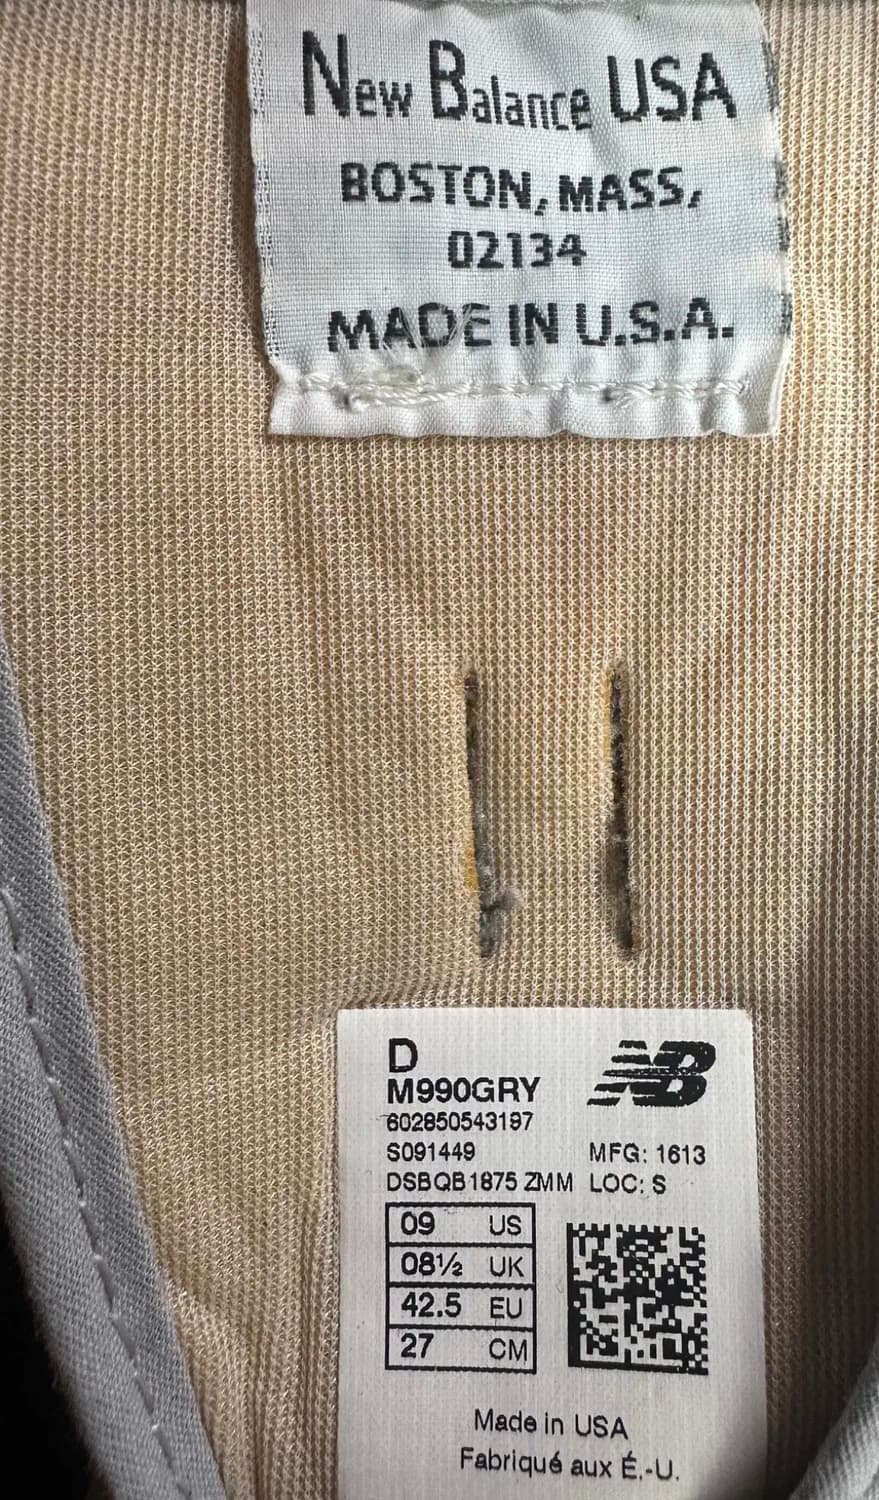 New Balance USA
BOSTON, MASS,
02134
MADE IN U.S.A.
D
M990GRY
NB
602850543197
S091449 MFG: 1613
DSBQB1875 ZMM LOC: S
09 US
08½ UK
42.5 EU
27 CM
Made in USA
Fabriqué aux É.-U.